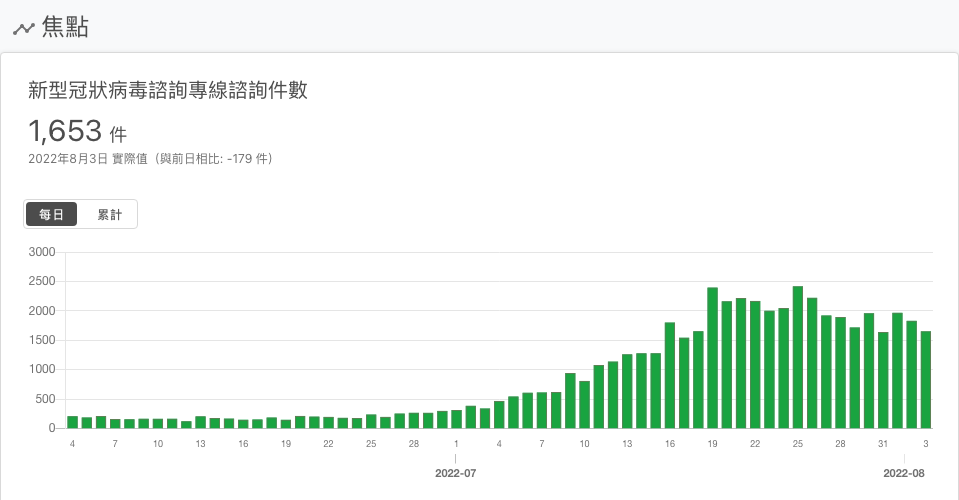 焦點
新型冠狀病毒諮詢專線諮詢件數
1,653 件
2022年8月3日 實際值（與前日相比: -179 件）
每日 累計
3000
2500
2000
1500
1000
500
0
4 7 10 13 16 19 22 25 28 1 4 7 10 13 16 19 22 25 28 31 3
2022-07 2022-08